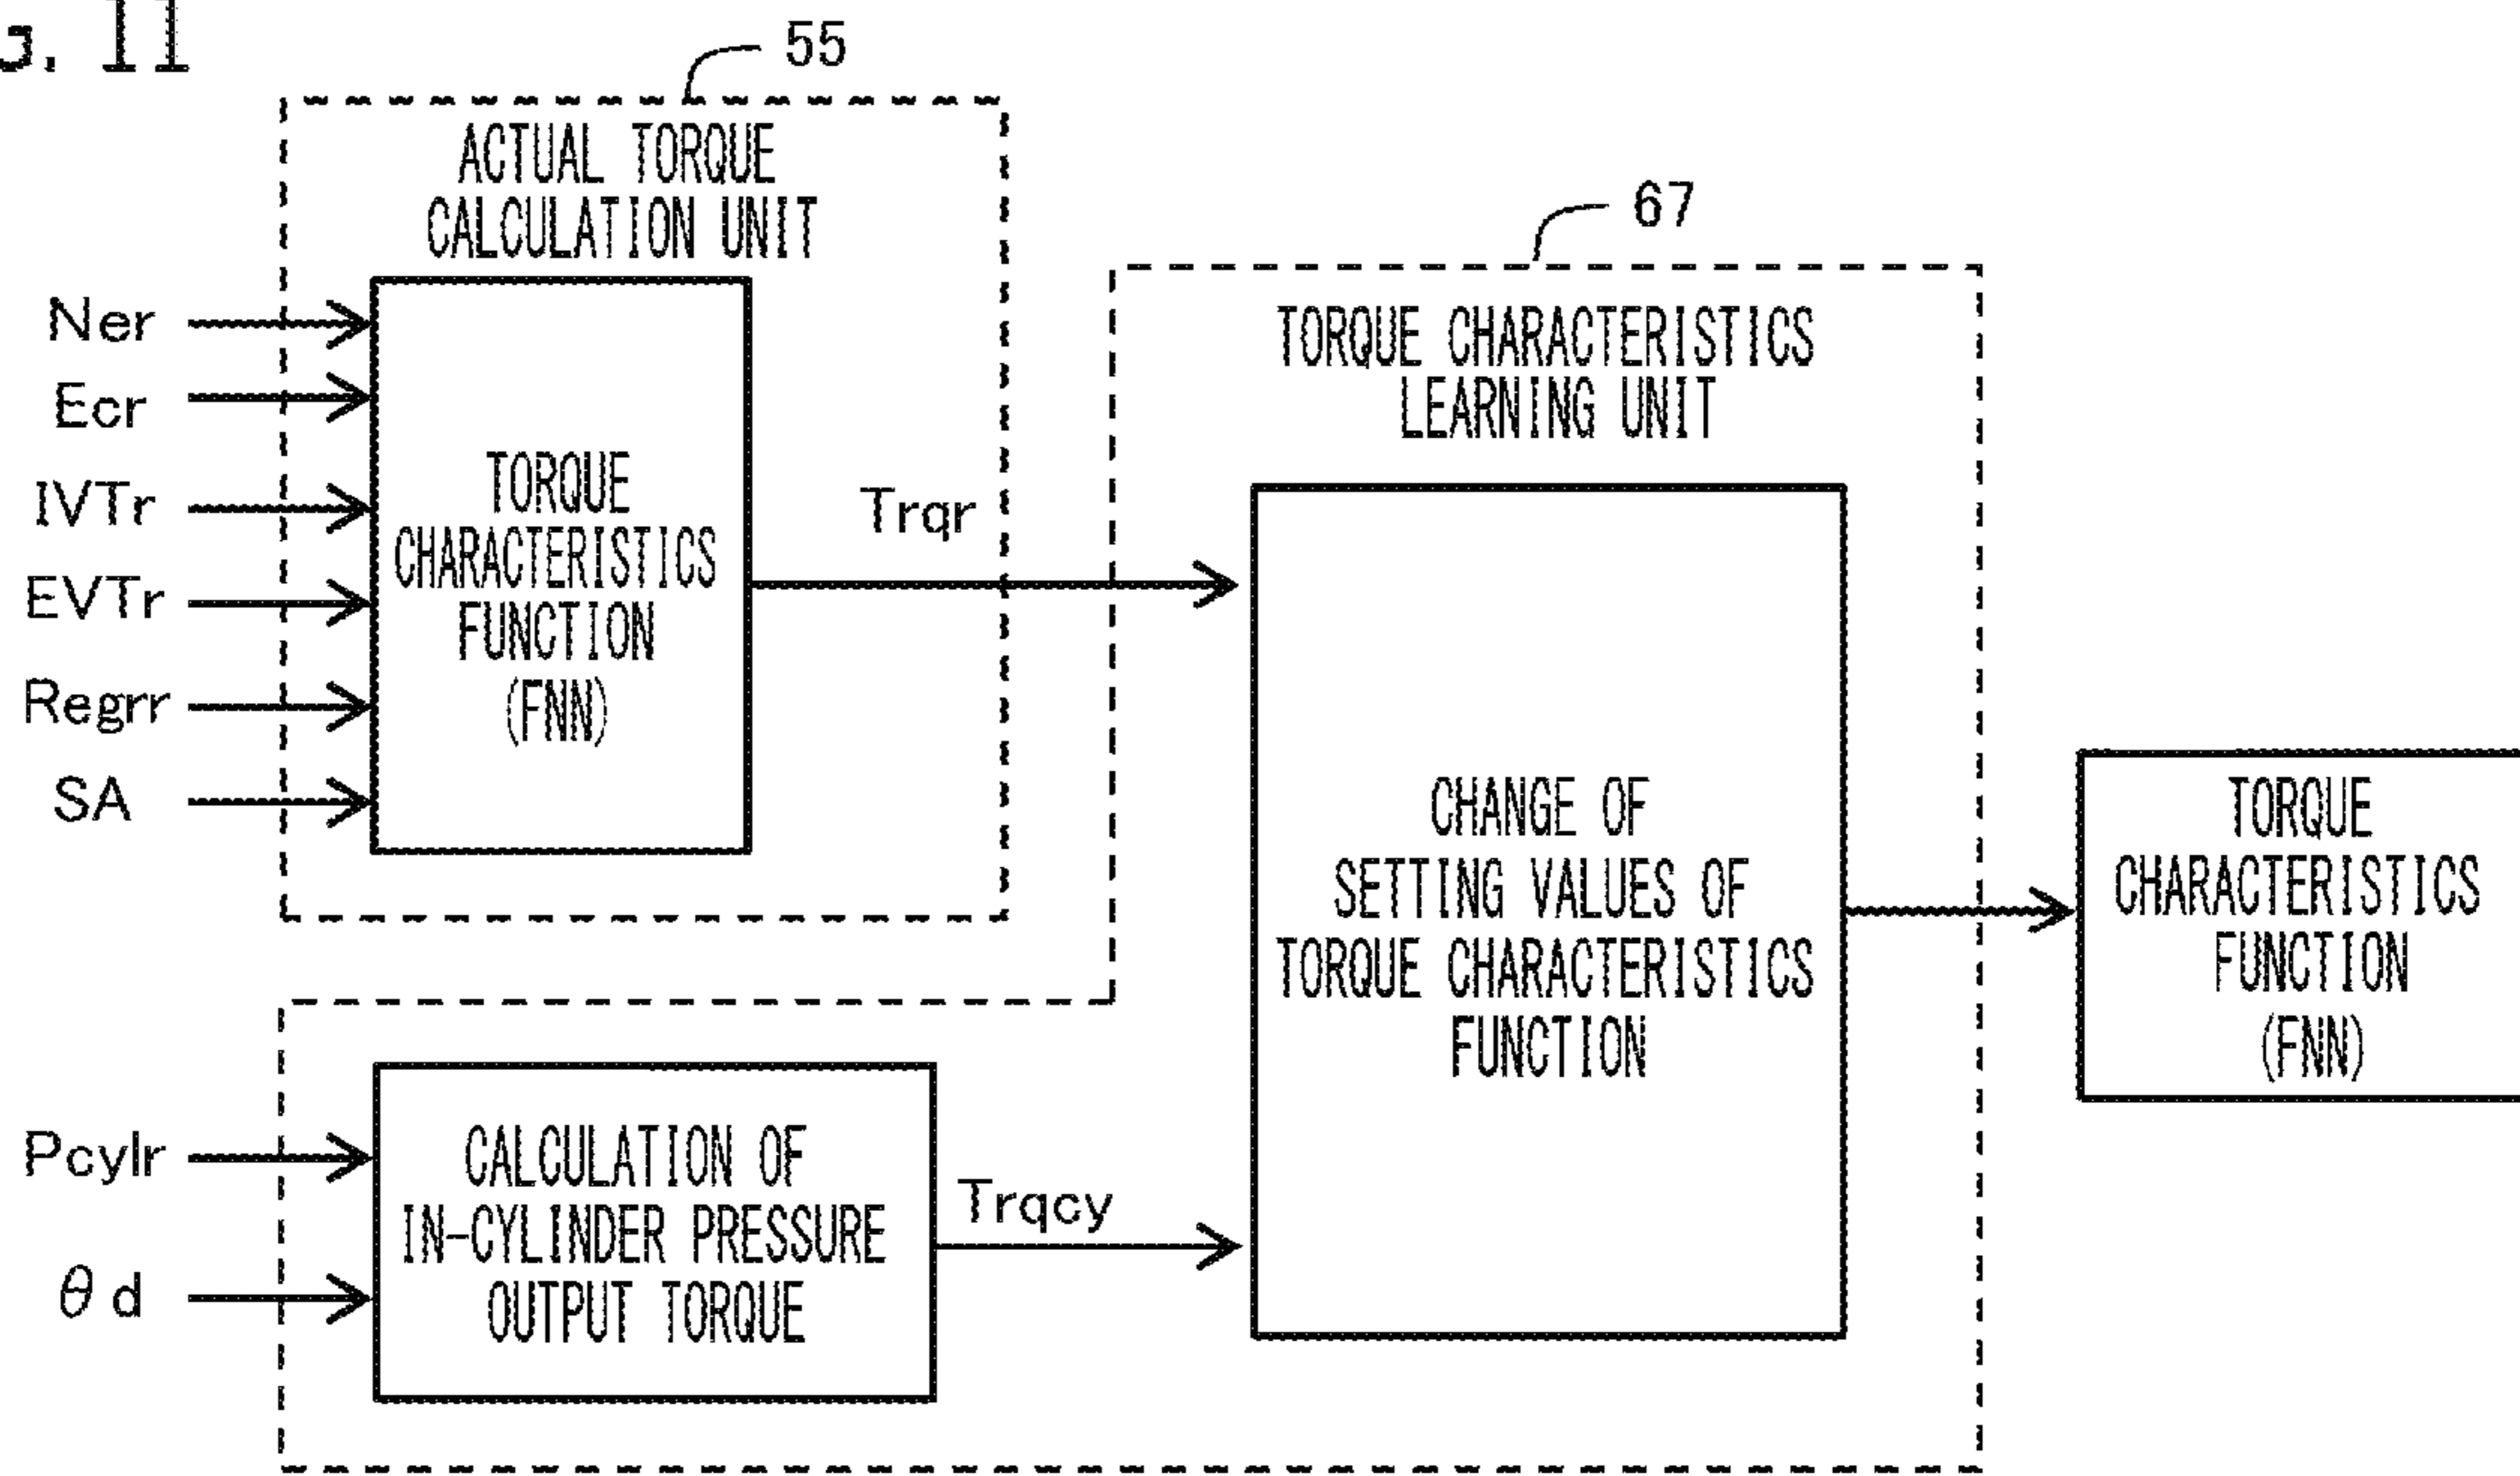 11
55
ACTUAL TORQUE
CALCULATION UNIT
67
TORQUE CHARACTERISTICS
LEARNING UNIT
Ner
Ecr
IVTr
EVTr
Regrr
SA
TORQUE
CHARACTERISTICS
FUNCTION
(FNN)
Trqr
CHANGE OF
SETTING VALUES OF
TORQUE CHARACTERISTICS
FUNCTION
TORQUE
CHARACTERISTICS
FUNCTION
(FNN)
Pcylr
θd
CALCULATION OF
IN-CYLINDER PRESSURE
OUTPUT TORQUE
Trqcy